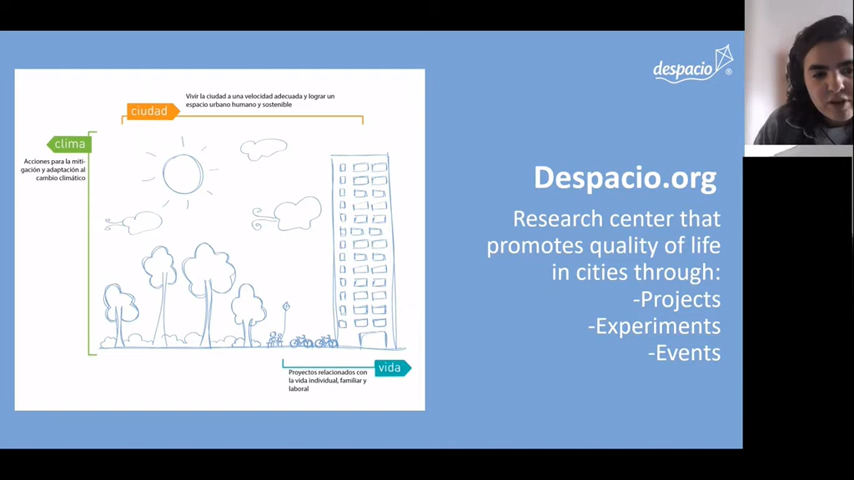 ciudad
Vivir la ciudad a una velocidad adecuada y lograr un
espacio urbano humano y sostenible
clima
Acciones para la miti-
gación y adaptación al
cambio climático
Proyectos relacionados con
la vida individual, familiar y
laboral
vida
despacio®
Despacio.org
Research center that
promotes quality of life
in cities through:
-Projects
-Experiments
-Events